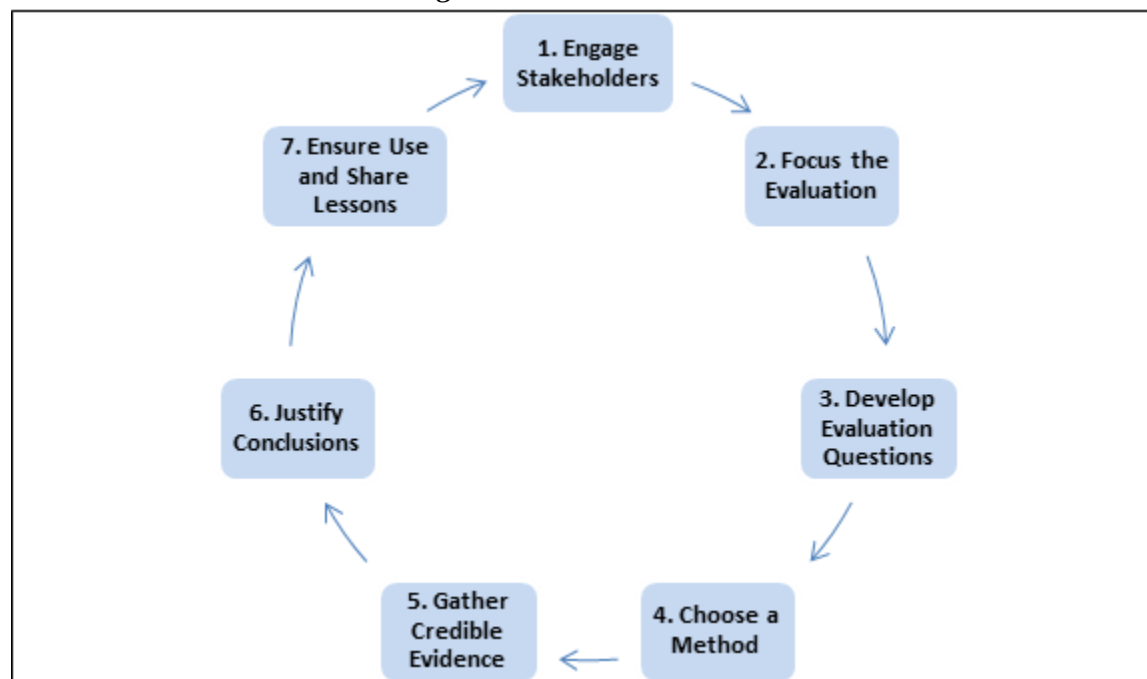 1. Engage
Stakeholders
2. Focus the
Evaluation
3. Develop
Evaluation
Questions
4. Choose a
Method
5. Gather
Credible
Evidence
6. Justify
Conclusions
7. Ensure Use
and Share
Lessons